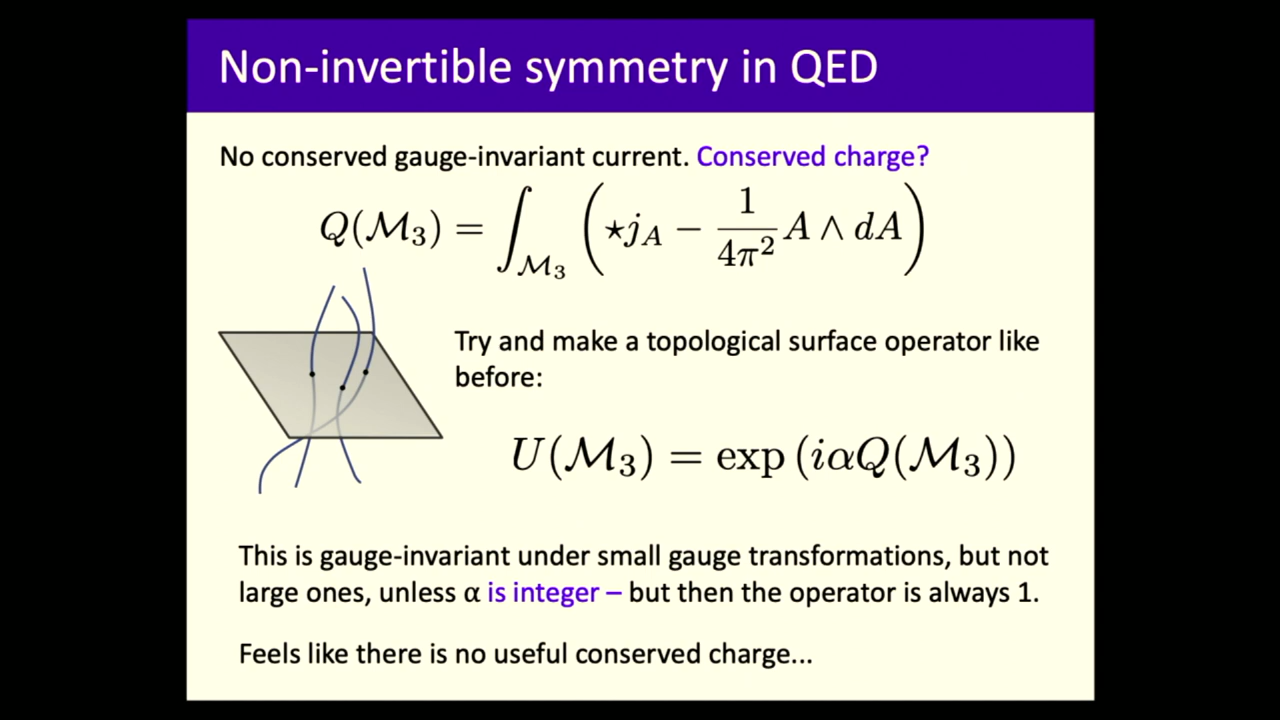 Non-invertible symmetry in QED
No conserved gauge-invariant current. Conserved charge?
Q(ℳ₃) = ∫_ℳ₃ (⋆j_A − 1/4π² A ∧ dA)
Try and make a topological surface operator like
before:
U(ℳ₃) = exp (iαQ(ℳ₃))
This is gauge-invariant under small gauge transformations, but not
large ones, unless α is integer – but then the operator is always 1.
Feels like there is no useful conserved charge...